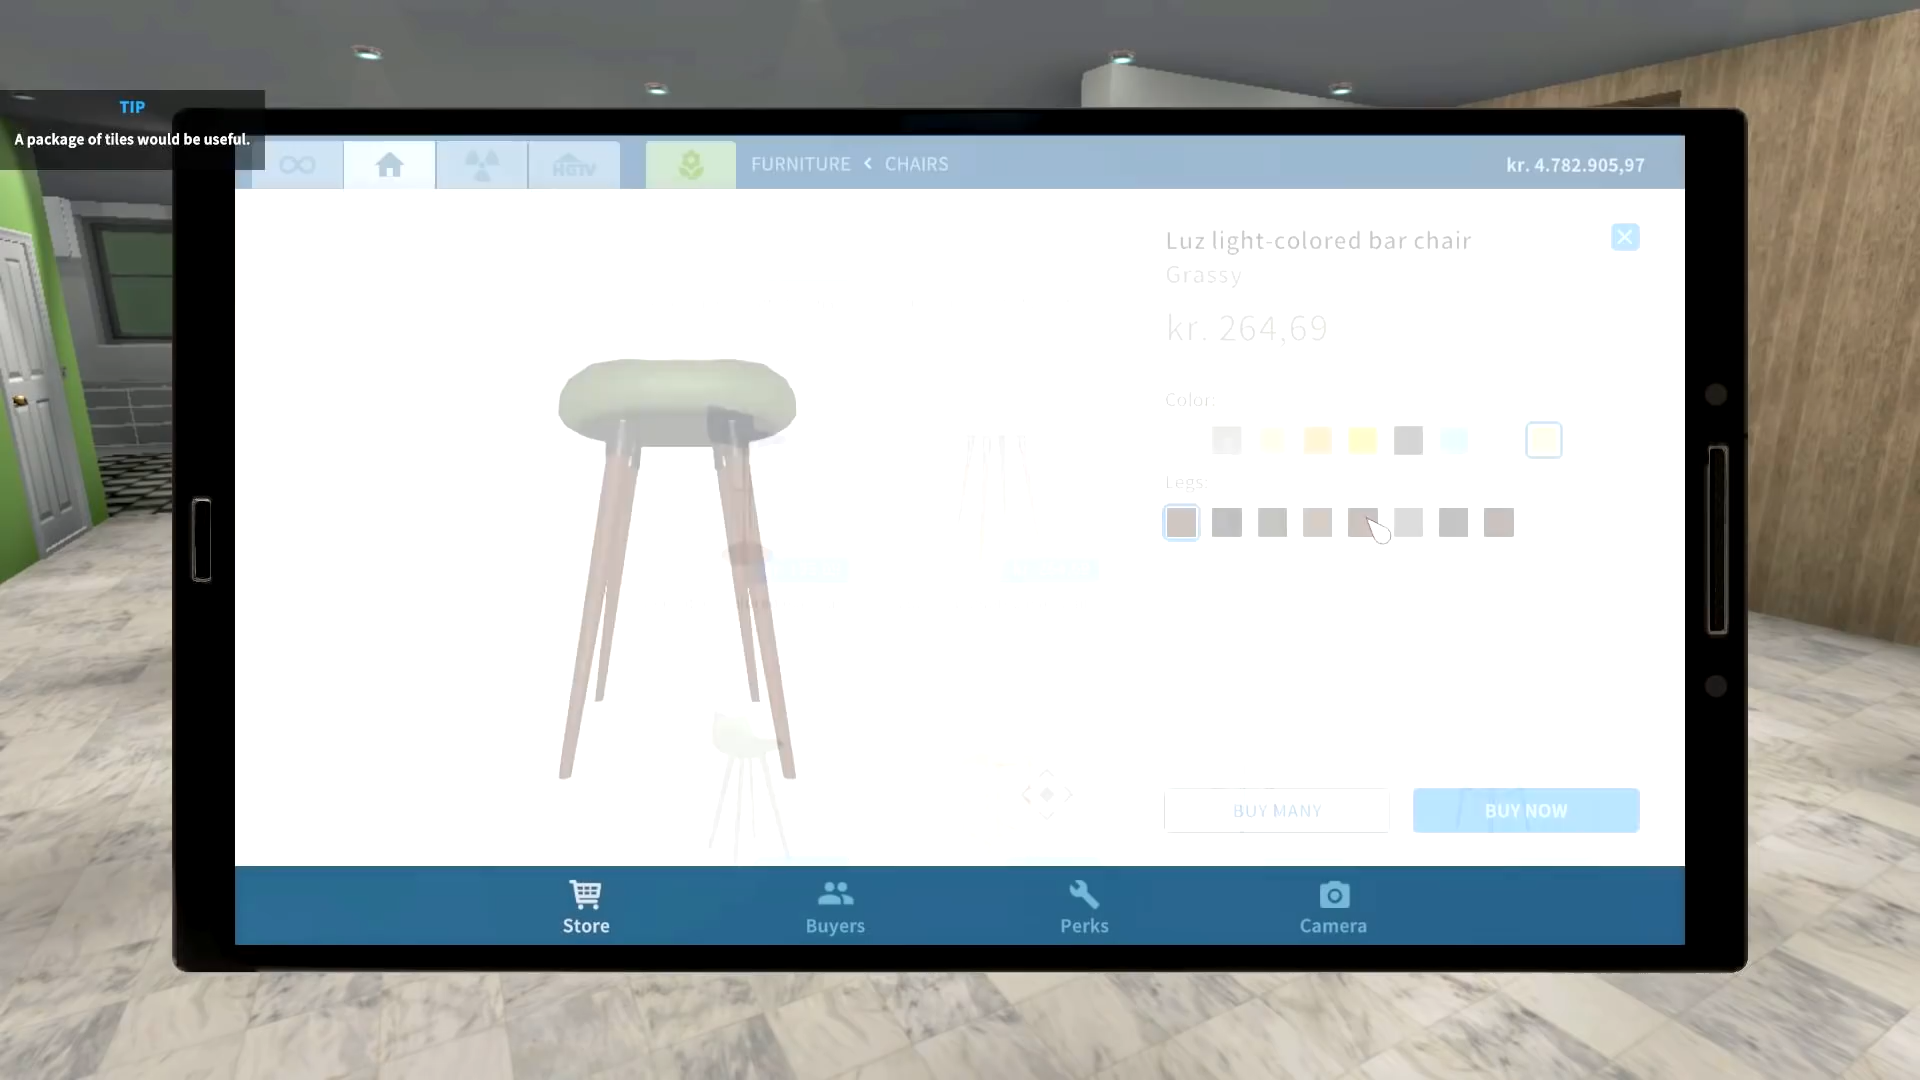 TIP
A package of tiles would be useful.
HGTV
FURNITURE < CHAIRS
kr. 4.782.905,97
Luz light-colored bar chair
Grassy
kr. 264,69
Color:
Legs:
BUY MANY
BUY NOW
Store
Buyers
Perks
Camera